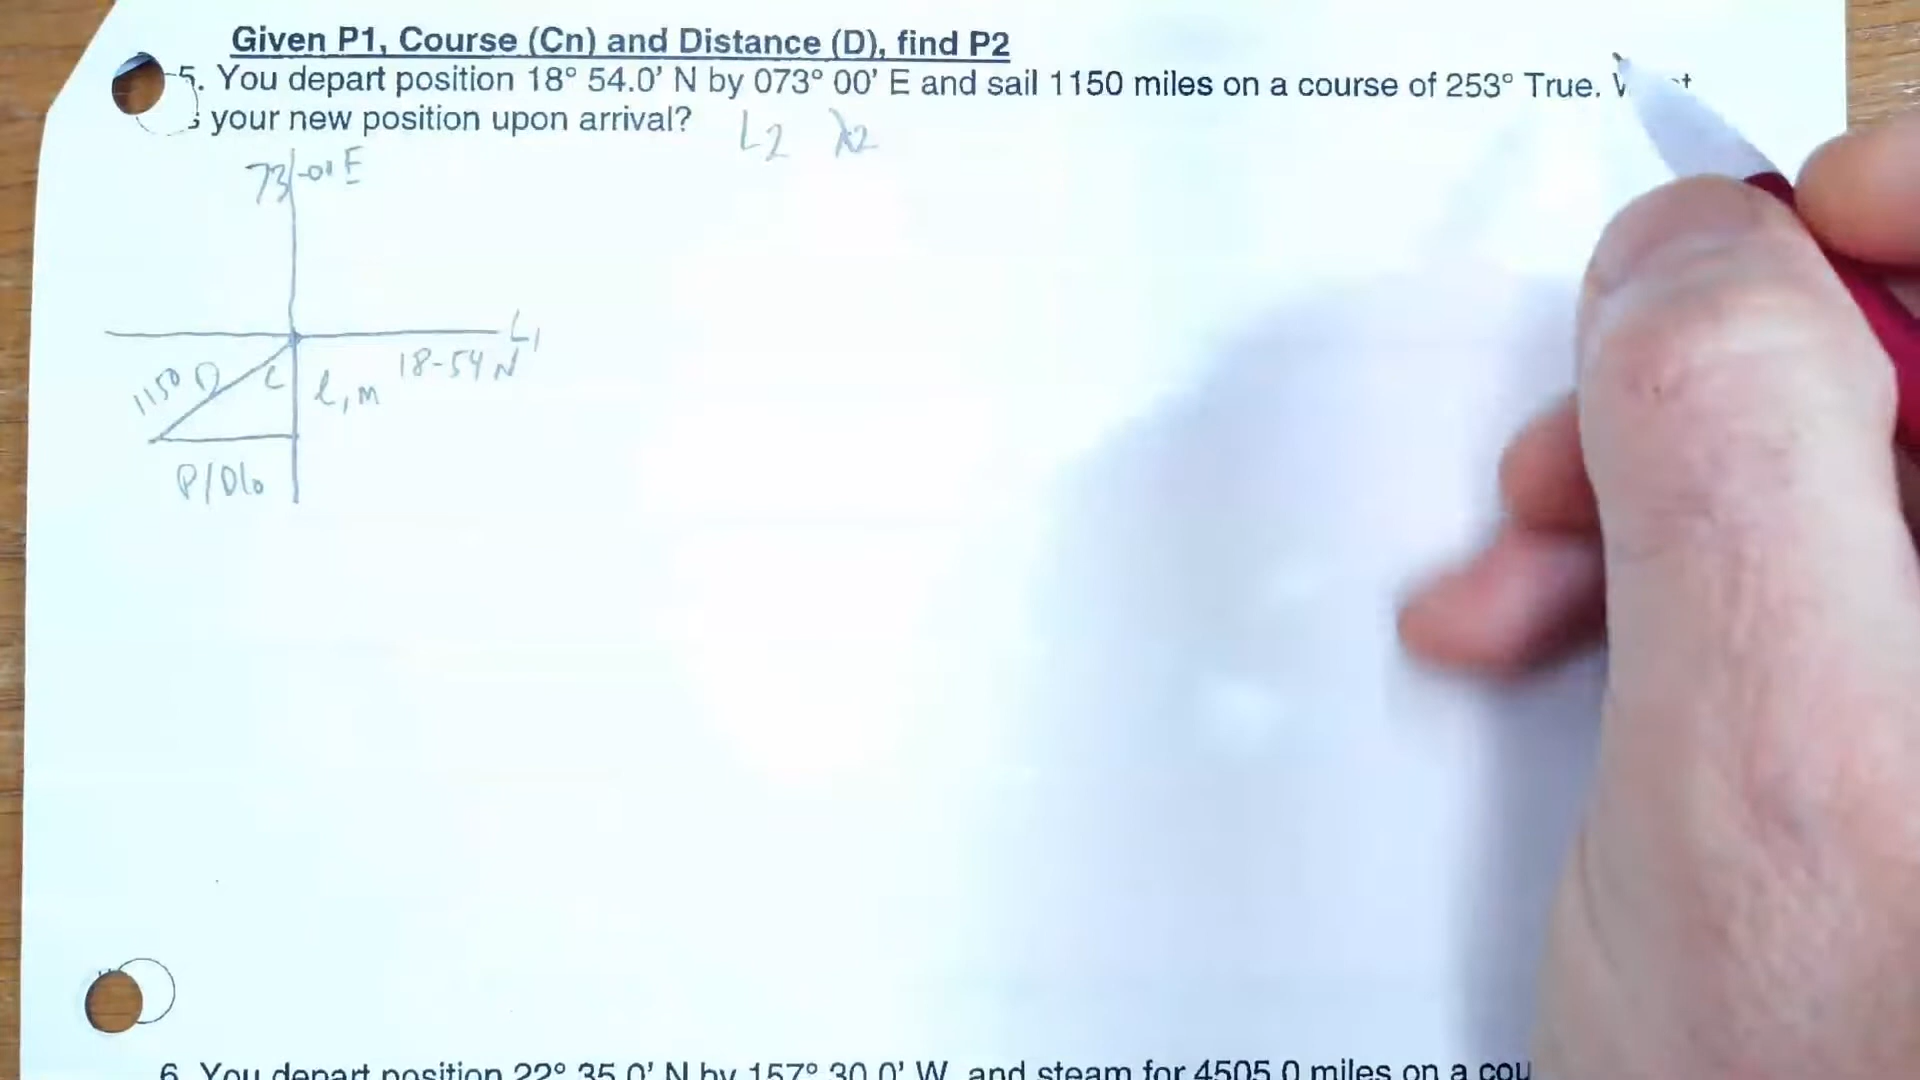 Given P1, Course (Cn) and Distance (D), find P2
5. You depart position 18° 54.0' N by 073° 00' E and sail 1150 miles on a course of 253° True.
your new position upon arrival? L2 λ2
73-01 E
L1
18-54 N
1150 D C l, m
P/Dlo
6. You depart position 22° 35.0' N by 157° 30.0' W, and steam for 4505.0 miles on a